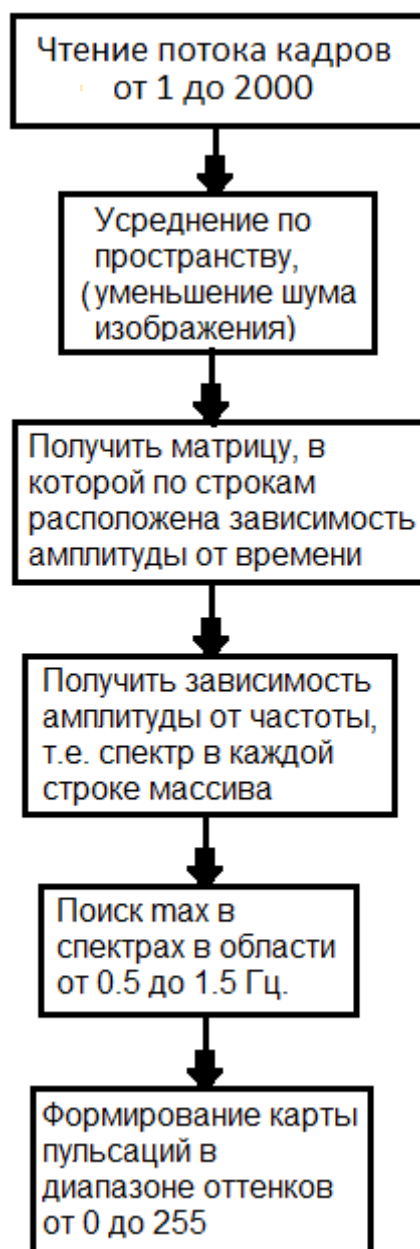 Чтение потока кадров
от 1 до 2000
Усреднение по
пространству,
(уменьшение шума
изображения)
Получить матрицу, в
которой по строкам
расположена зависимость
амплитуды от времени
Получить зависимость
амплитуды от частоты,
т.е. спектр в каждой
строке массива
Поиск max в
спектрах в области
от 0.5 до 1.5 Гц.
Формирование карты
пульсаций в
диапазоне оттенков
от 0 до 255